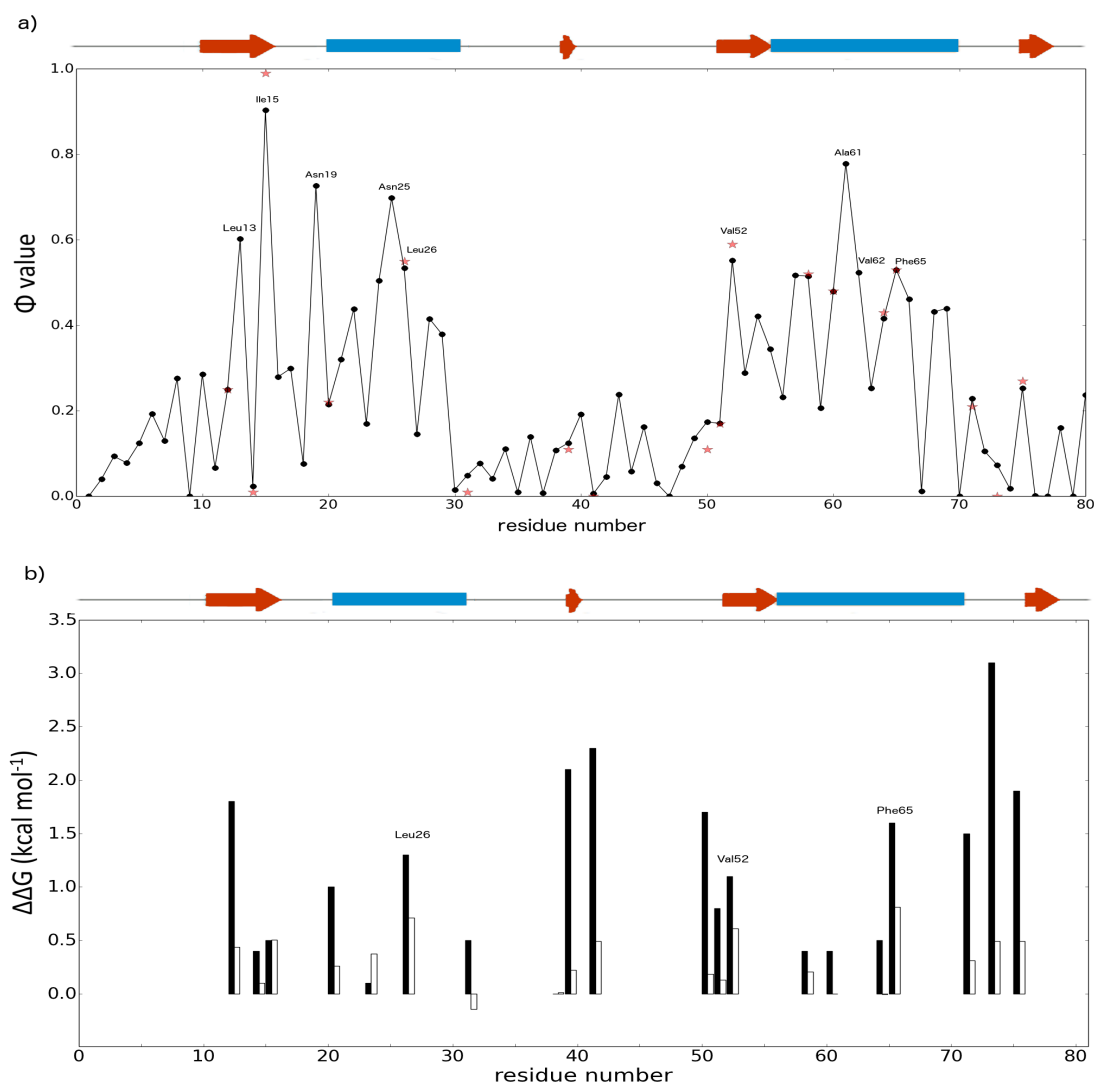 a)
1.0
0.8
0.6
0.4
0.2
0.0
Φ value
Ile15
Asn19
Asn25
Leu13
Leu26
Val52
Ala61
Val62
Phe65
0 10 20 30 40 50 60 70 80
residue number
b)
3.5
3.0
2.5
2.0
1.5
1.0
0.5
0.0
ΔΔG (kcal mol-1)
Leu26
Val52
Phe65
0 10 20 30 40 50 60 70 80
residue number